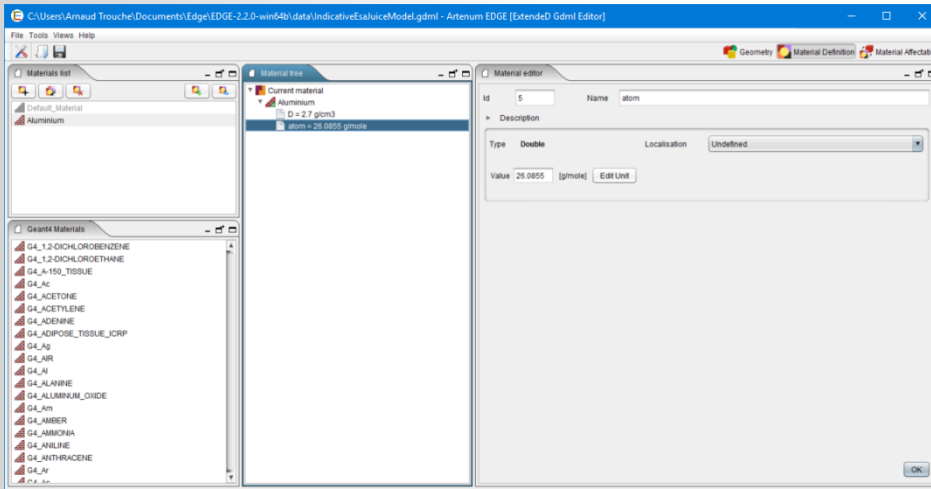 C:\Users\Arnaud Trouche\Documents\Edge\EDGE-2.2.0-win64b\data\IndicativeEsaJuiceModel.gdml - Artenum EDGE [ExtendeD Gdml Editor]
File Tools Views Help
Geometry Material Definition Material Affectati
Materials list
Default_Material
Aluminium
Geant4 Materials
G4_1,2-DICHLOROBENZENE
G4_1,2-DICHLOROETHANE
G4_A-150_TISSUE
G4_Ac
G4_ACETONE
G4_ACETYLENE
G4_ADENINE
G4_ADIPOSE_TISSUE_ICRP
G4_Ag
G4_AIR
G4_Al
G4_ALANINE
G4_ALUMINUM_OXIDE
G4_Am
G4_AMBER
G4_AMMONIA
G4_ANILINE
G4_ANTHRACENE
G4_Ar
Material tree
Current material
Aluminium
D = 2.7 g/cm3
atom = 26.0855 g/mole
Material editor
Id 5 Name atom
Description
Type Double Localisation Undefined
Value 26.0855 [g/mole] Edit Unit
OK